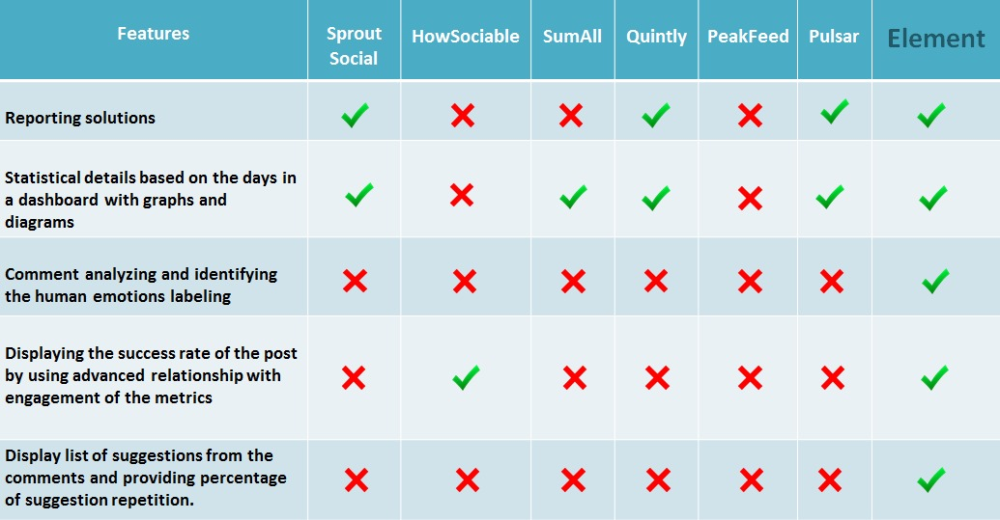 Features
Sprout
Social
HowSociable
SumAll
Quintly
PeakFeed
Pulsar
Element
Reporting solutions
Statistical details based on the days in
a dashboard with graphs and
diagrams
Comment analyzing and identifying
the human emotions labeling
Displaying the success rate of the post
by using advanced relationship with
engagement of the metrics
Display list of suggestions from the
comments and providing percentage
of suggestion repetition.